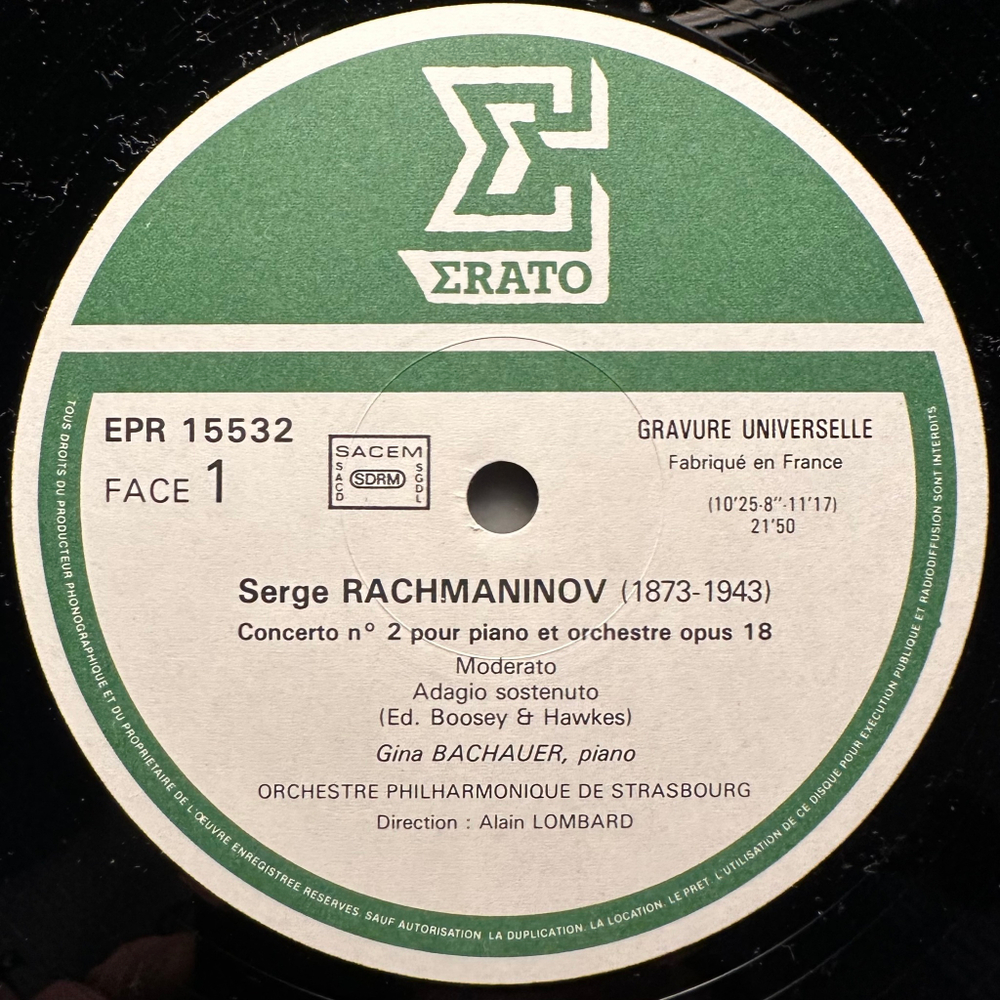 ΣRATO
EPR 15532
FACE 1
SACEM
SACD
SDRM
SGDL
GRAVURE UNIVERSELLE
Fabriqué en France
(10'25-8''-11'17)
21'50
Serge RACHMANINOV (1873-1943)
Concerto n° 2 pour piano et orchestre opus 18
Moderato
Adagio sostenuto
(Ed. Boosey & Hawkes)
Gina BACHAUER, piano
ORCHESTRE PHILHARMONIQUE DE STRASBOURG
Direction : Alain LOMBARD
TOUS DROITS DU PRODUCTEUR PHONOGRAPHIQUE ET DU PROPRIETAIRE DE L'ŒUVRE ENREGISTREE RESERVES. SAUF AUTORISATION LA DUPLICATION. LA LOCATION. LE PRET. L'UTILISATION DE CE DISQUE POUR EXECUTION PUBLIQUE ET RADIODIFFUSION SONT INTERDITS